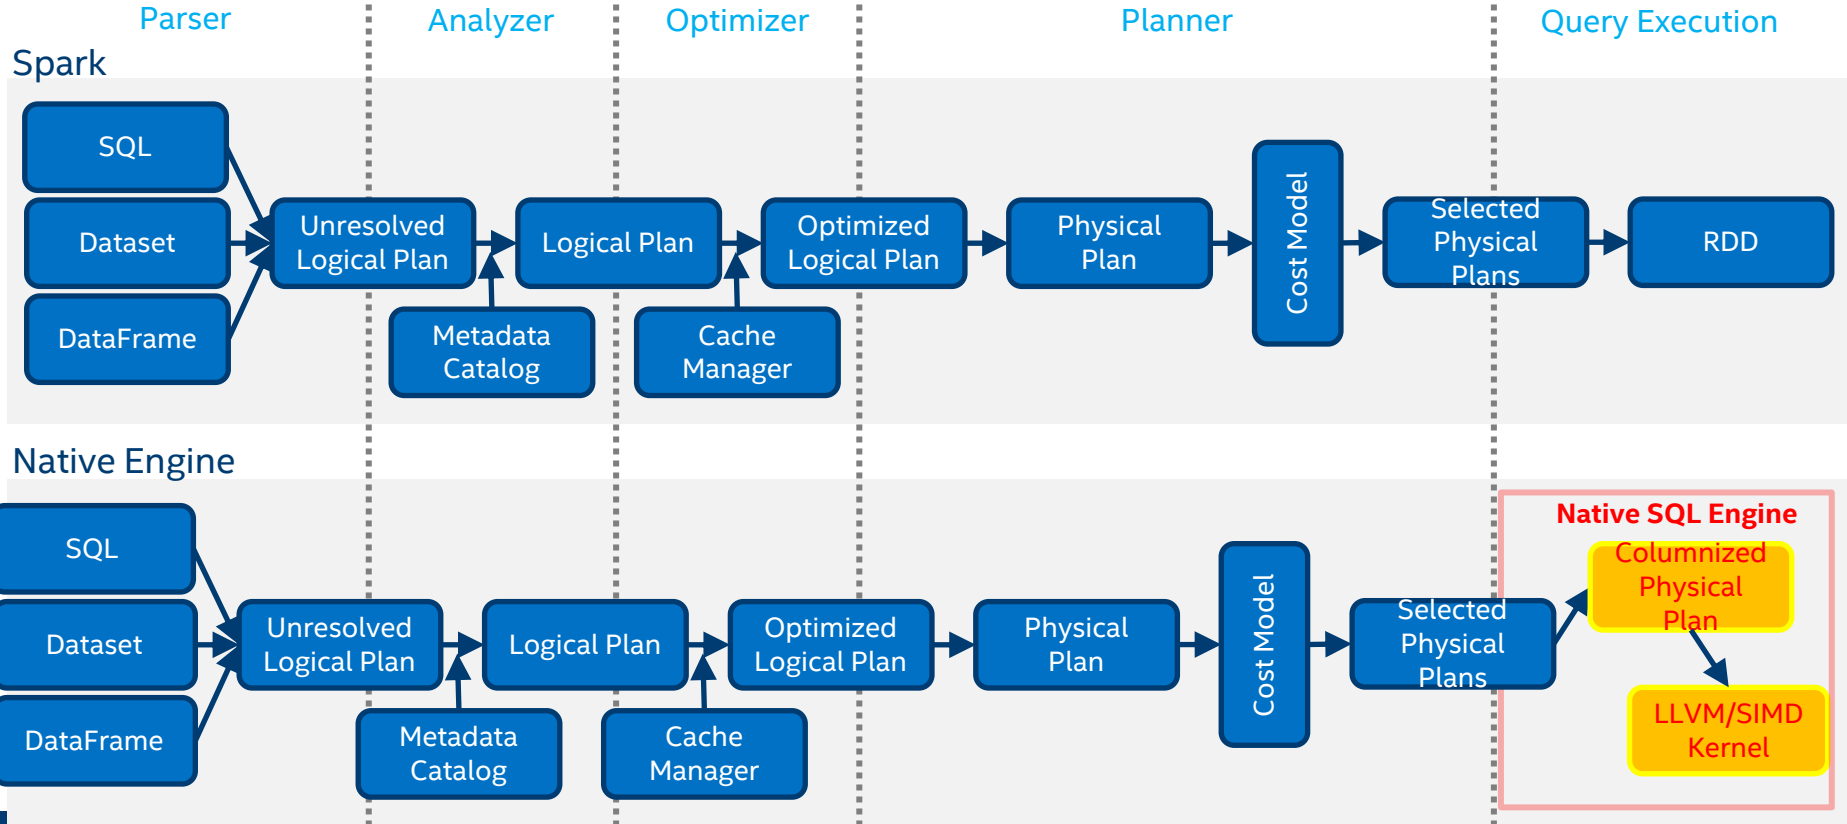 Parser
Analyzer
Optimizer
Planner
Query Execution
Spark
SQL
Dataset
DataFrame
Unresolved
Logical Plan
Metadata
Catalog
Logical Plan
Cache
Manager
Optimized
Logical Plan
Physical
Plan
Cost Model
Selected
Physical
Plans
RDD
Native Engine
SQL
Dataset
DataFrame
Unresolved
Logical Plan
Metadata
Catalog
Logical Plan
Cache
Manager
Optimized
Logical Plan
Physical
Plan
Cost Model
Selected
Physical
Plans
Native SQL Engine
Columnized
Physical
Plan
LLVM/SIMD
Kernel